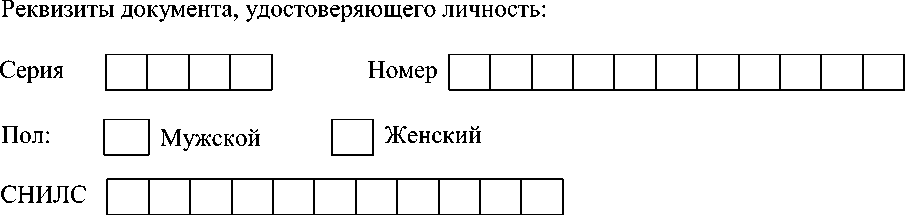 Реквизиты документа, удостоверяющего личность:
Серия Номер
Пол: Мужской Женский
СНИЛС